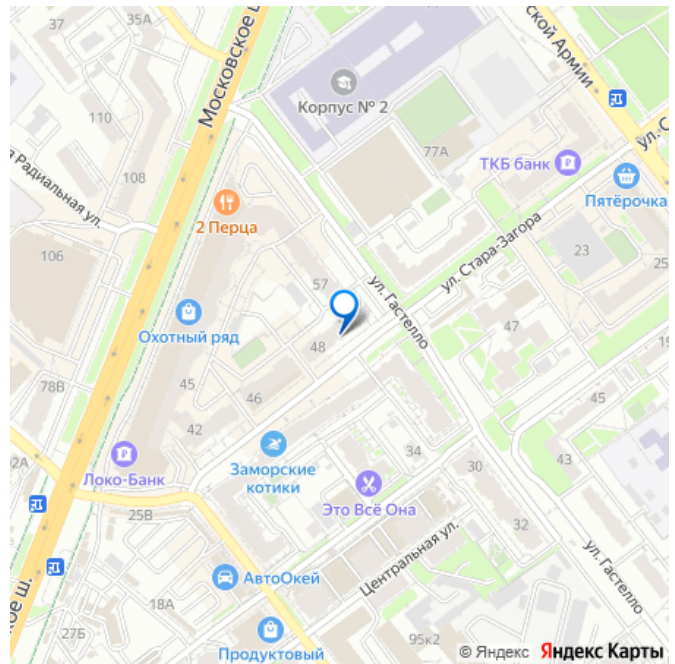 37
35А
Московское ш.
ской Армии
Корпус № 2
110
77А
ул. С
ТКБ банк
Пятёрочка
а Радиальная ул.
108
2 Перца
ул. Стара-Загора
23
25
106
57
ул. Гастелло
Охотный ряд
48
47
19
78В
45
46
45
42
34
30
43
Заморские
котики
Локо-Банк
92А
Это Всё Она
25В
32
Центральная ул.
ул. Гастелло
АвтоОкей
ое ш.
18А
27Б
95к2
Продуктовый
© Яндекс Яндекс Карты